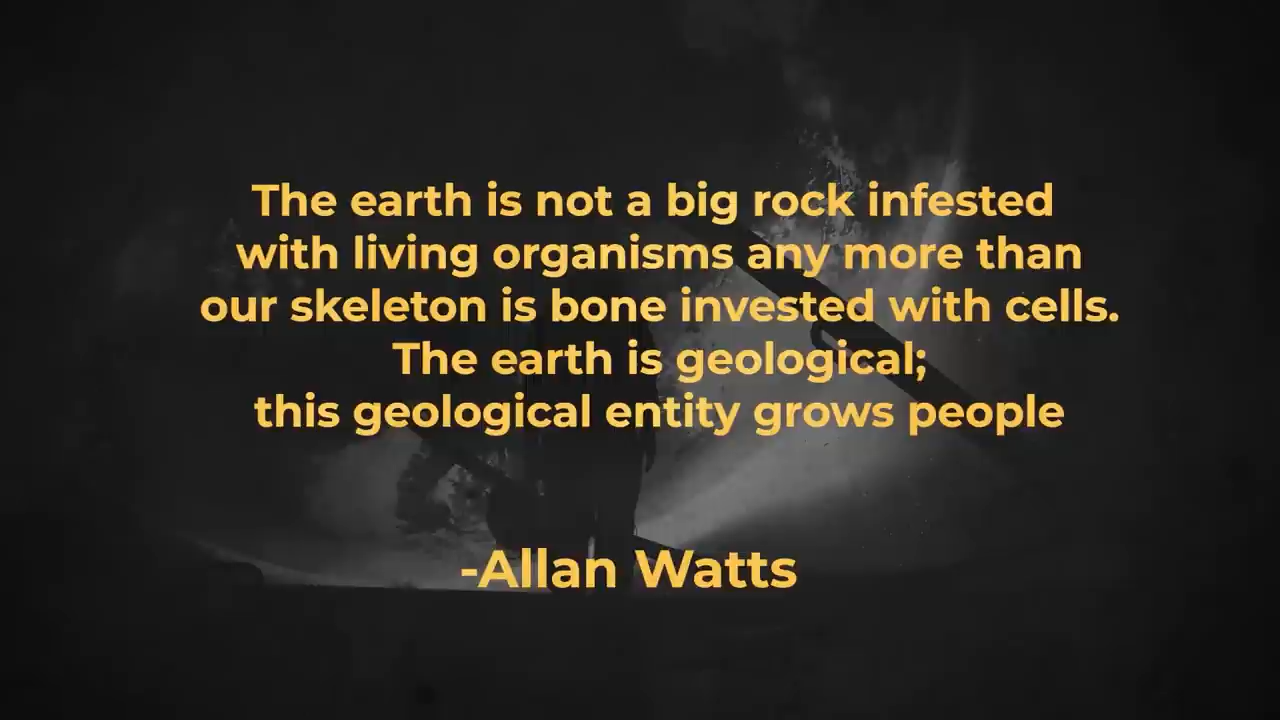 The earth is not a big rock infested
with living organisms any more than
our skeleton is bone invested with cells.
The earth is geological;
this geological entity grows people
-Allan Watts